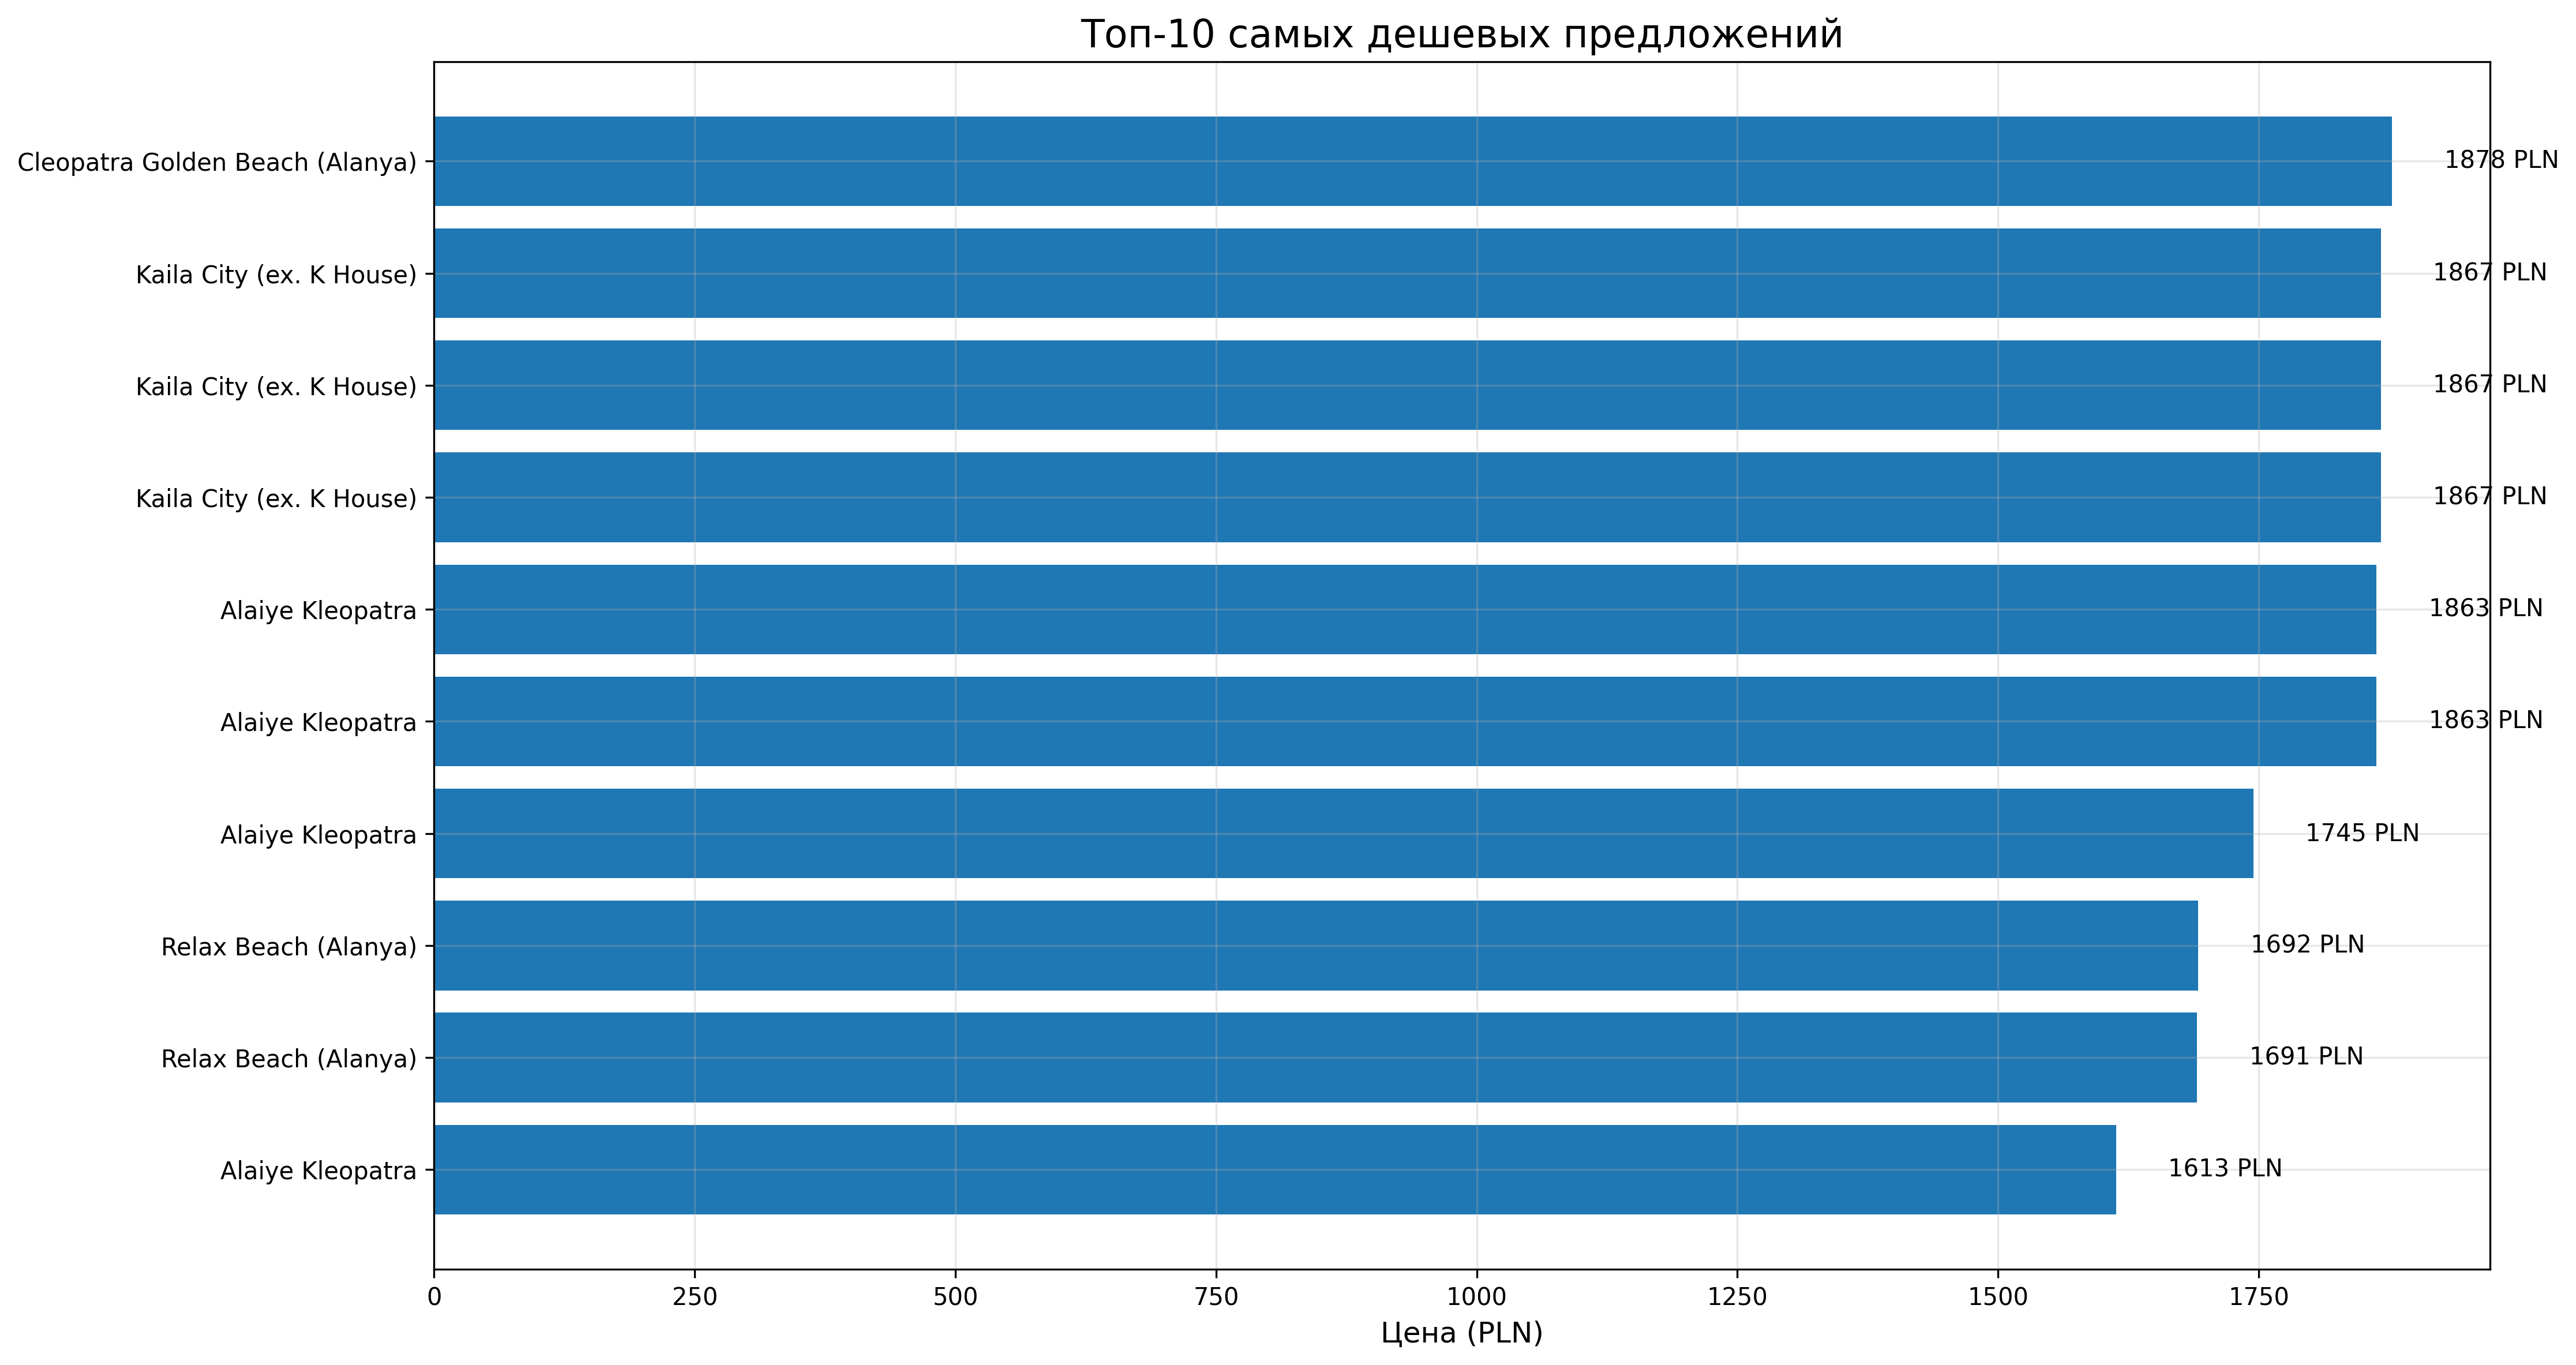 Топ-10 самых дешевых предложений
Cleopatra Golden Beach (Alanya)
1878 PLN
Kaila City (ex. K House)
1867 PLN
Kaila City (ex. K House)
1867 PLN
Kaila City (ex. K House)
1867 PLN
Alaiye Kleopatra
1863 PLN
Alaiye Kleopatra
1863 PLN
Alaiye Kleopatra
1745 PLN
Relax Beach (Alanya)
1692 PLN
Relax Beach (Alanya)
1691 PLN
Alaiye Kleopatra
1613 PLN
0 250 500 750 1000 1250 1500 1750
Цена (PLN)